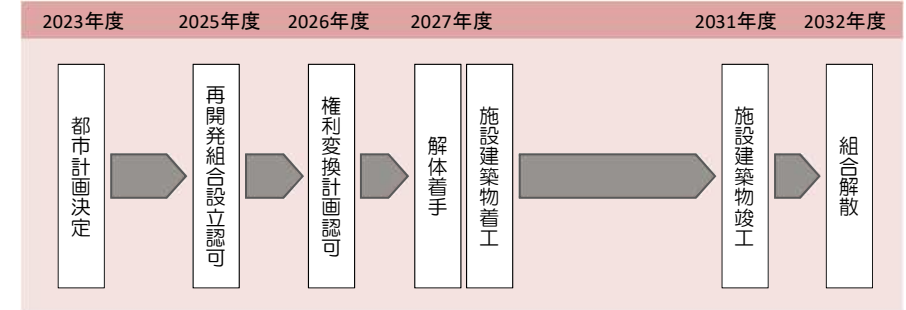 2023年度 2025年度 2026年度 2027年度 2031年度 2032年度
都市計画決定
再開発組合設立認可
権利変換計画認可
解体着手
施設建築物着工
施設建築物竣工
組合解散